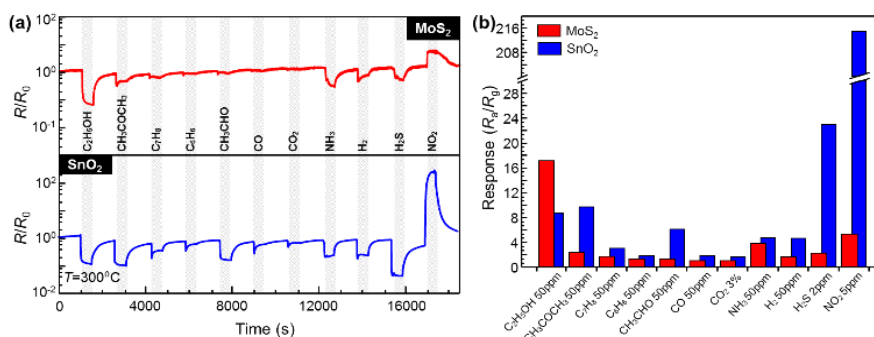 (a)
MoS2
10^2
10^0
10^-1
R/R0
C2H5OH
CH3COCH3
C7H8
C6H6
CH3CHO
CO
CO2
NH3
H2
H2S
NO2
SnO2
10^2
10^0
10^-2
R/R0
T=300°C
0
4000
8000
12000
16000
Time (s)
(b)
MoS2
SnO2
216
208
28
24
20
16
12
8
4
0
Response (Ra/Rg)
C2H5OH 50ppm
CH3COCH3 50ppm
C7H8 50ppm
C6H6 50ppm
CH3CHO 50ppm
CO 50ppm
CO2 3%
NH3 50ppm
H2 50ppm
H2S 2ppm
NO2 5ppm